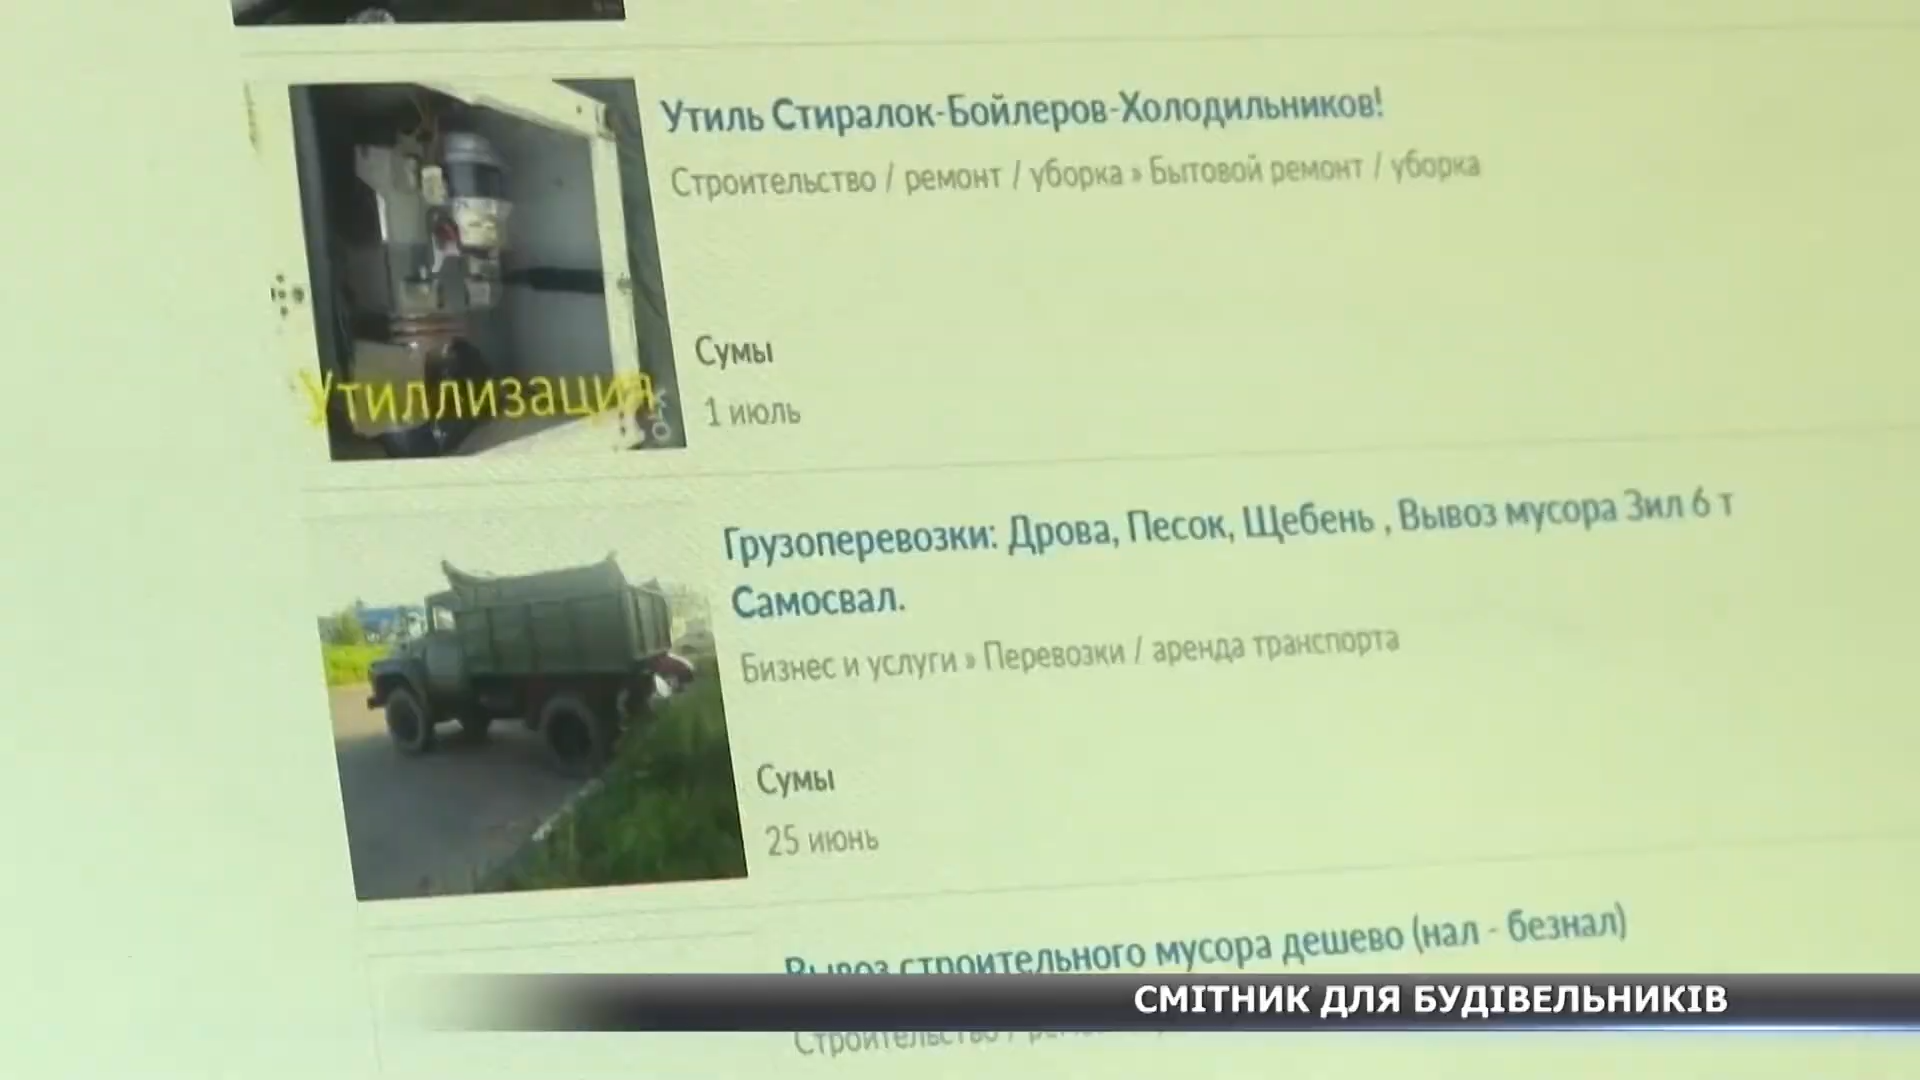 Утиль Стиралок-Бойлеров-Холодильников!
Строительство / ремонт / уборка » Бытовой ремонт / уборка
Сумы
1 июль
Утиллизация
Грузоперевозки: Дрова, Песок, Щебень , Вывоз мусора Зил 6 т
Самосвал.
Бизнес и услуги » Перевозки / аренда транспорта
Сумы
25 июнь
Вывоз строительного мусора дешево (нал - безнал)
СМІТНИК ДЛЯ БУДІВЕЛЬНИКІВ
Строительство /